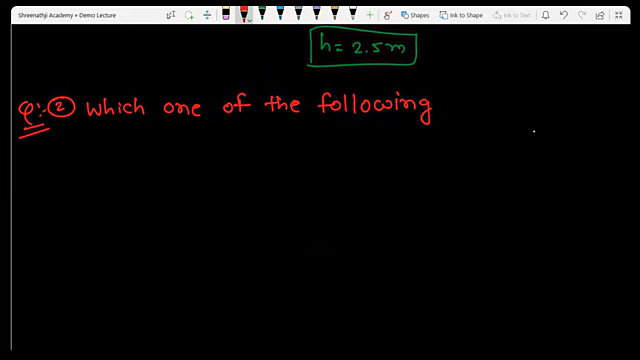 Shreenathji Academy • Demo Lecture
Shapes
Ink to Shape
Ink to Text
h = 2.5 m
Q:- ② Which one of the following